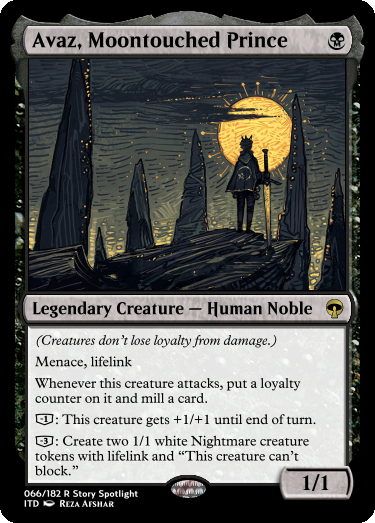 Avaz, Moontouched Prince
Legendary Creature — Human Noble
(Creatures don't lose loyalty from damage.)
Menace, lifelink
Whenever this creature attacks, put a loyalty
counter on it and mill a card.
-1: This creature gets +1/+1 until end of turn.
-3: Create two 1/1 white Nightmare creature
tokens with lifelink and “This creature can't
block.”
1/1
066/182 R Story Spotlight
ITD Reza Afshar